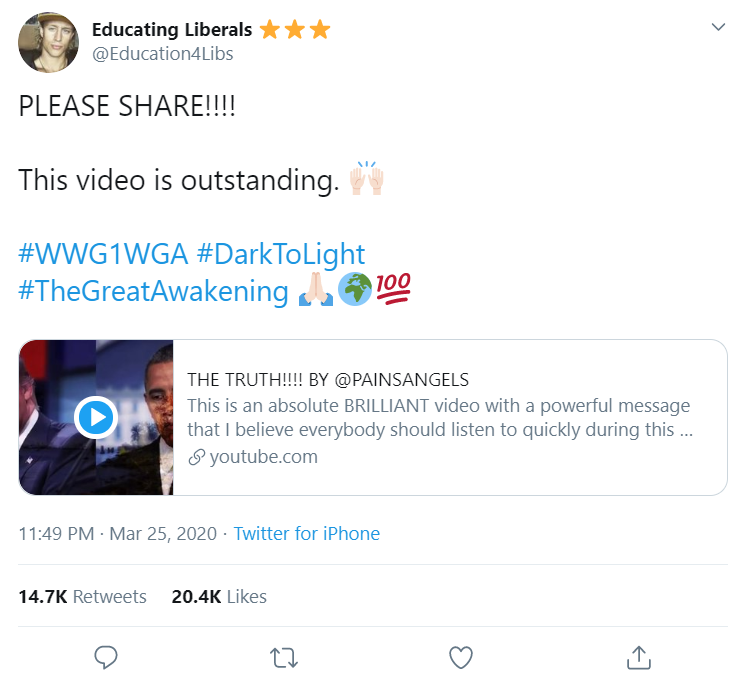 Educating Liberals ⭐⭐⭐
@Education4Libs
PLEASE SHARE!!!!
This video is outstanding. 🙌🏻
#WWG1WGA #DarkToLight
#TheGreatAwakening 🙏🏻🌍💯
THE TRUTH!!!! BY @PAINSANGELS
This is an absolute BRILLIANT video with a powerful message
that I believe everybody should listen to quickly during this ...
youtube.com
11:49 PM · Mar 25, 2020 · Twitter for iPhone
14.7K Retweets 20.4K Likes